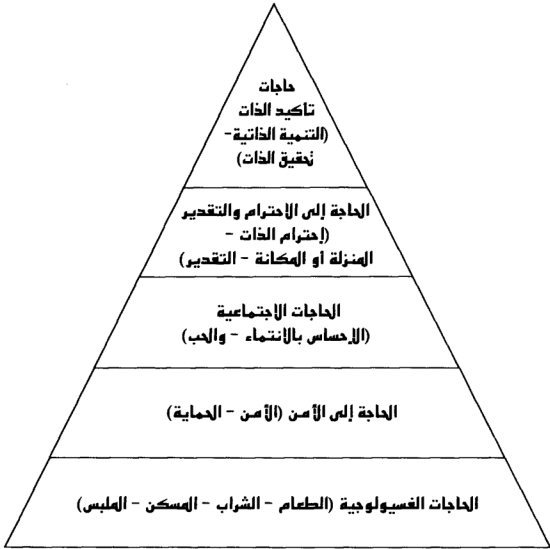 حاجات
تأكيد الذات
(التنمية الذاتية-
تحقيق الذات)
الحاجة إلى الاحترام والتقدير
(إحترام الذات -
المنزلة أو المكانة - التقدير)
الحاجات الاجتماعية
(الإحساس بالانتماء - والحب)
الحاجة إلى الأمن (الأمن - الحماية)
الحاجات الفسيولوجية (الطعام - الشراب - المسكن - الملبس)